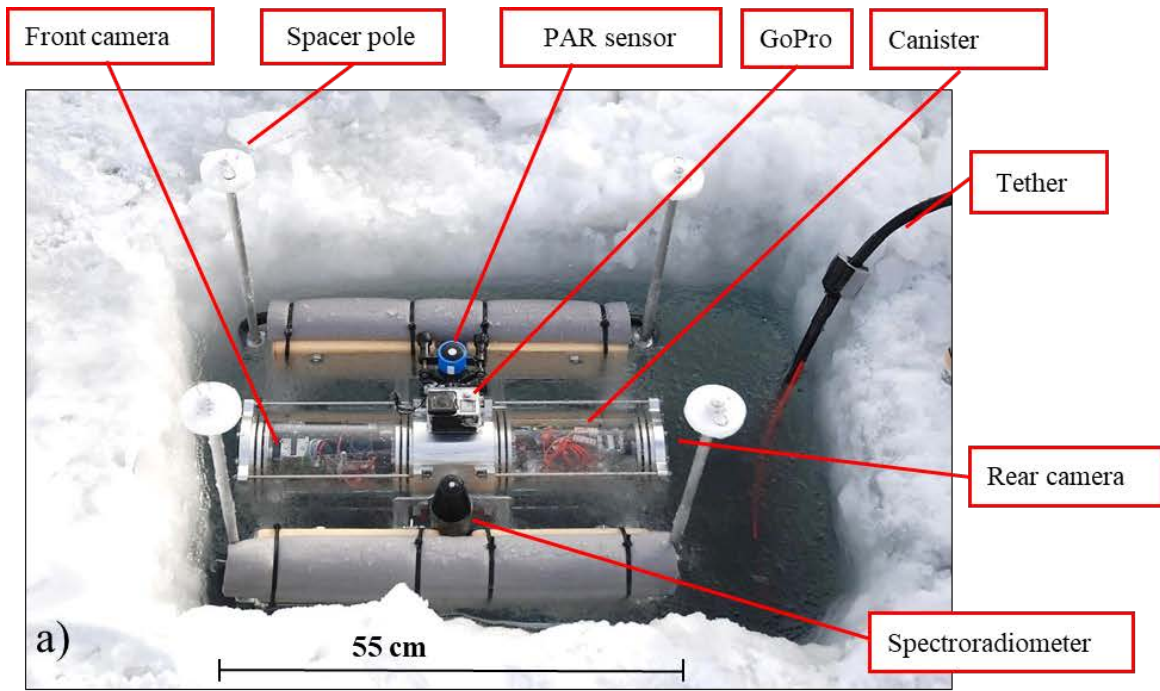 Front camera
Spacer pole
PAR sensor
GoPro
Canister
Tether
Rear camera
Spectroradiometer
a)
55 cm